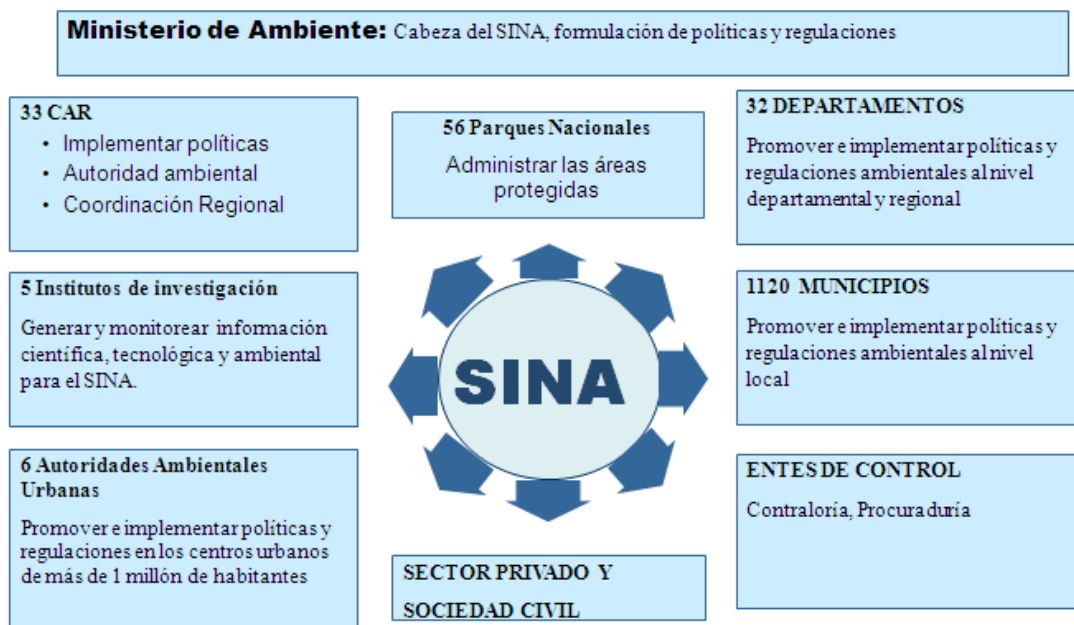 Ministerio de Ambiente: Cabeza del SINA, formulación de políticas y regulaciones
33 CAR
• Implementar políticas
• Autoridad ambiental
• Coordinación Regional
56 Parques Nacionales
Administrar las áreas
protegidas
32 DEPARTAMENTOS
Promover e implementar políticas y
regulaciones ambientales al nivel
departamental y regional
5 Institutos de investigación
Generar y monitorear información
científica, tecnológica y ambiental
para el SINA.
SINA
1120 MUNICIPIOS
Promover e implementar políticas y
regulaciones ambientales al nivel
local
6 Autoridades Ambientales
Urbanas
Promover e implementar políticas y
regulaciones en los centros urbanos
de más de 1 millón de habitantes
SECTOR PRIVADO Y
SOCIEDAD CIVIL
ENTES DE CONTROL
Contraloría, Procuraduría